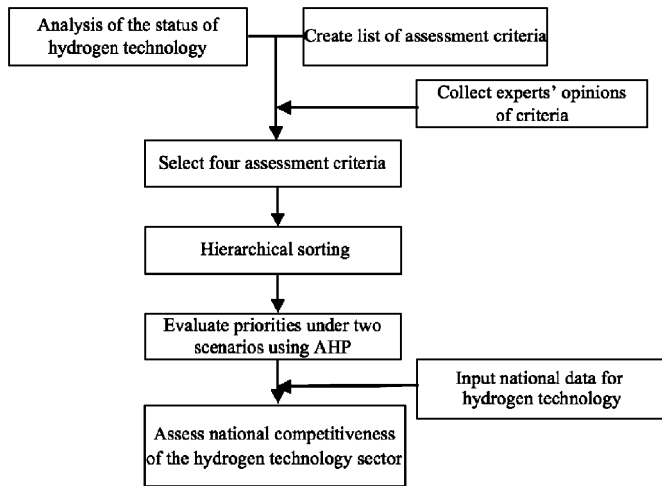 Analysis of the status of
hydrogen technology
Create list of assessment criteria
Collect experts' opinions
of criteria
Select four assessment criteria
Hierarchical sorting
Evaluate priorities under two
scenarios using AHP
Input national data for
hydrogen technology
Assess national competitiveness
of the hydrogen technology sector